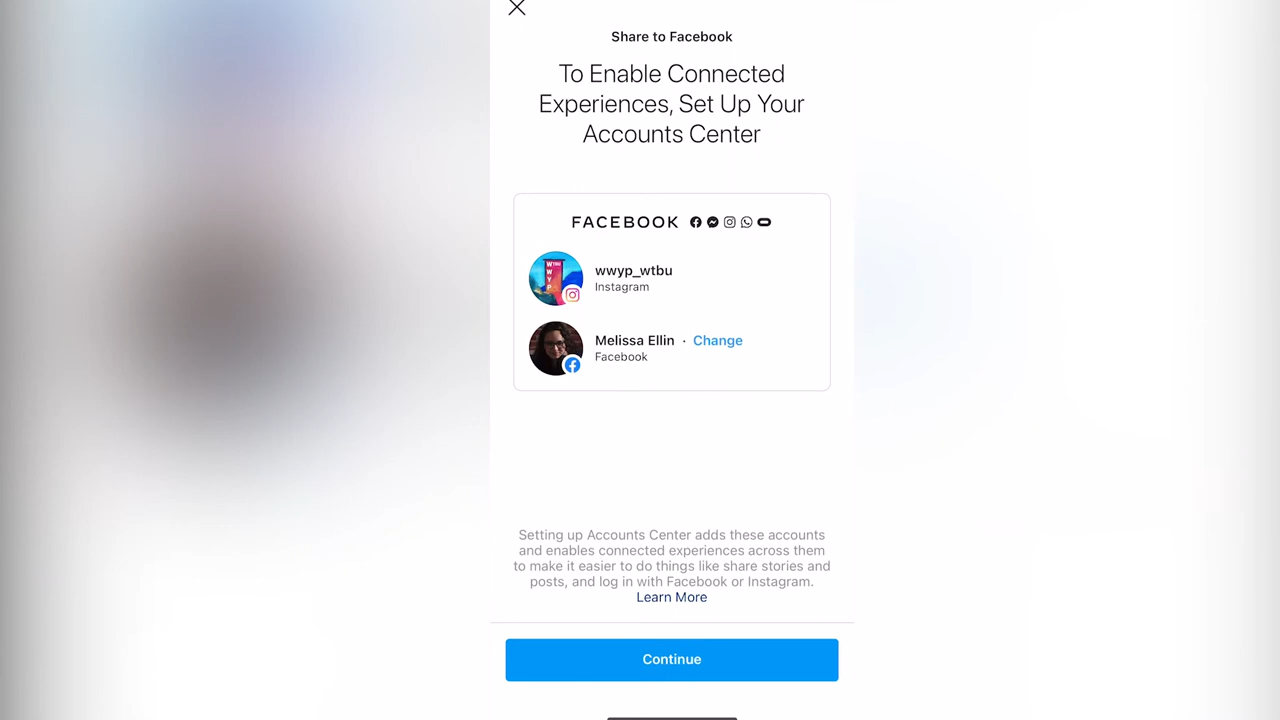 Share to Facebook
To Enable Connected
Experiences, Set Up Your
Accounts Center
FACEBOOK
WTBU
W
W
Y
P
wwyp_wtbu
Instagram
Melissa Ellin · Change
Facebook
Setting up Accounts Center adds these accounts
and enables connected experiences across them
to make it easier to do things like share stories and
posts, and log in with Facebook or Instagram.
Learn More
Continue